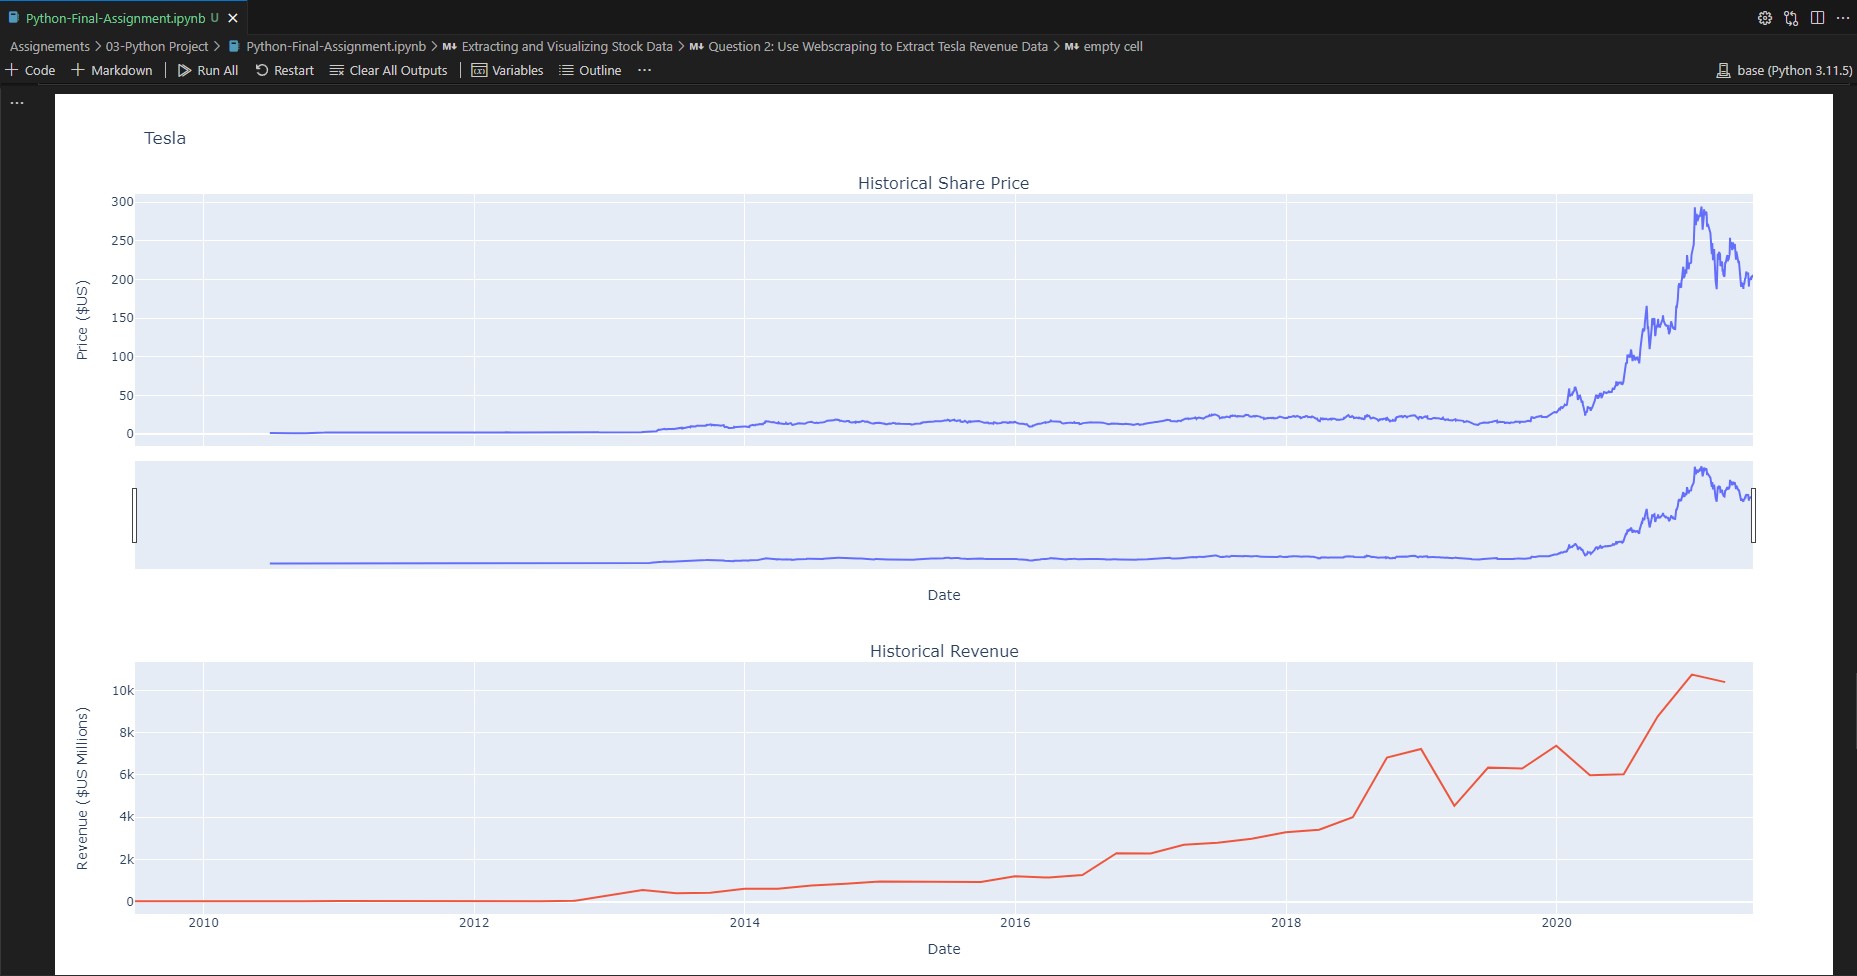 Python-Final-Assignment.ipynb U
Assignements > 03-Python Project > Python-Final-Assignment.ipynb > M↓ Extracting and Visualizing Stock Data > M↓ Question 2: Use Webscraping to Extract Tesla Revenue Data > M↓ empty cell
+ Code + Markdown | Run All Restart Clear All Outputs | Variables Outline ... base (Python 3.11.5)
...
Tesla
Historical Share Price
300
250
200
150
100
50
0
Price ($US)
Date
Historical Revenue
10k
8k
6k
4k
2k
0
Revenue ($US Millions)
2010 2012 2014 2016 2018 2020
Date